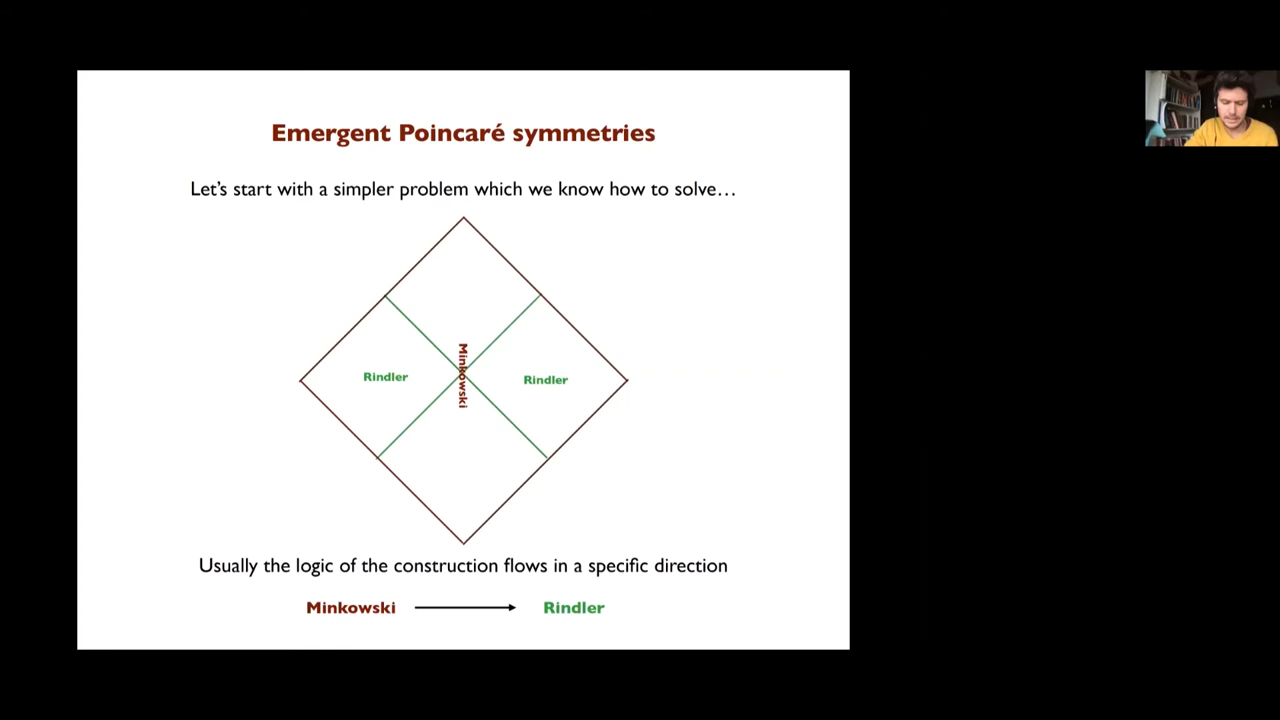 Emergent Poincaré symmetries
Let's start with a simpler problem which we know how to solve…
Minkowski
Rindler
Rindler
Usually the logic of the construction flows in a specific direction
Minkowski Rindler